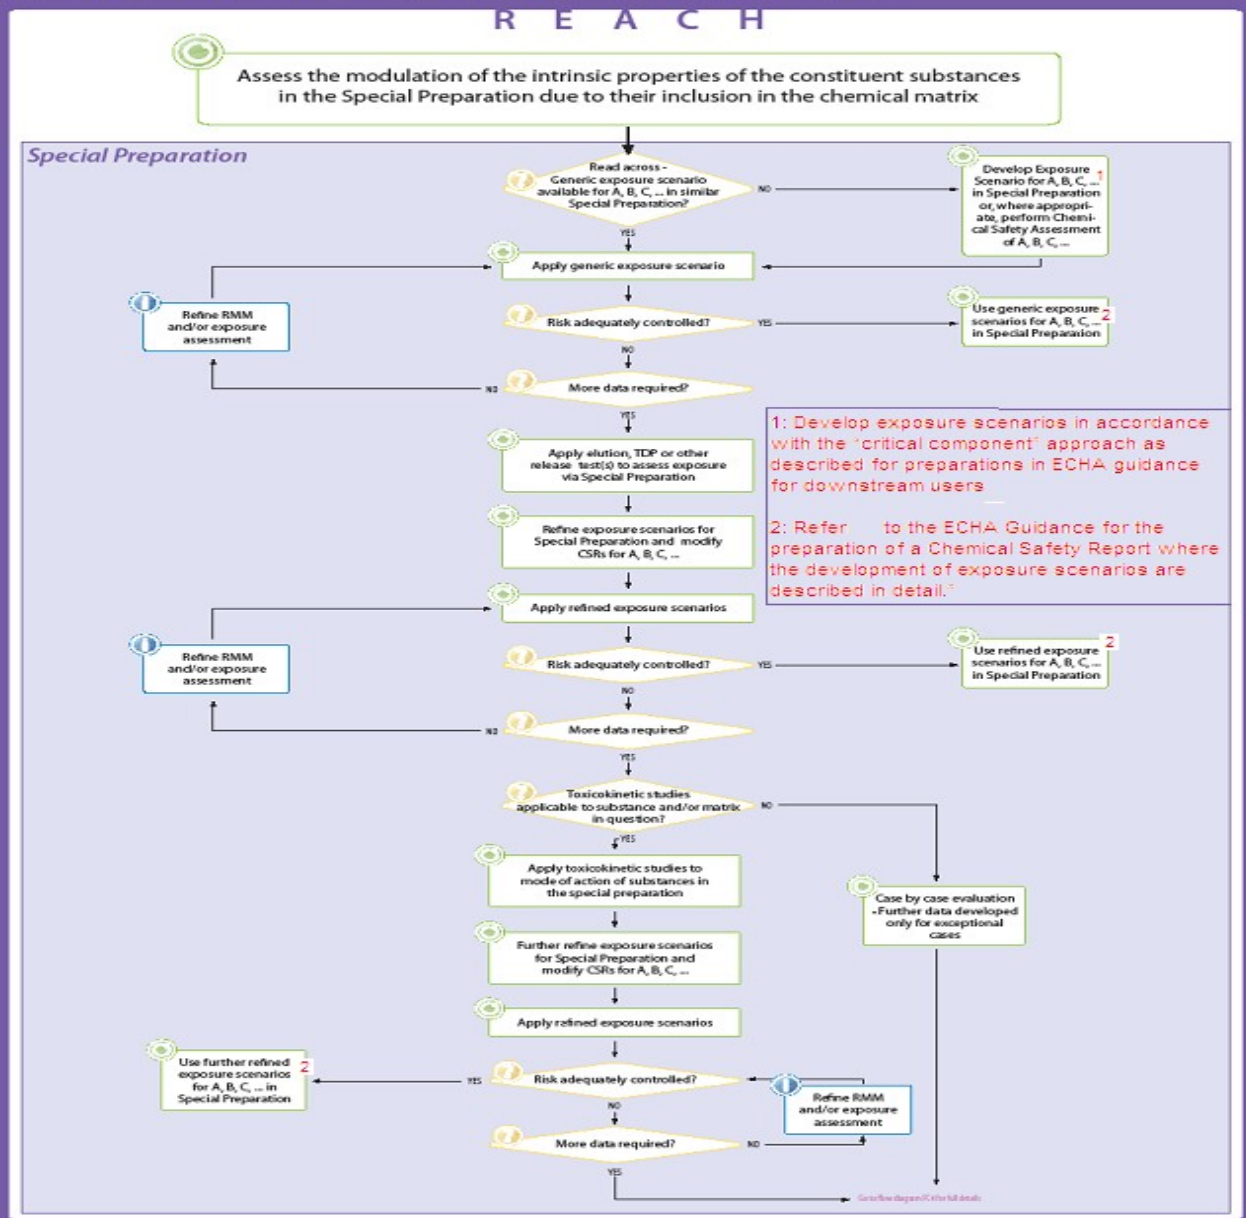 R E A C H
Assess the modulation of the intrinsic properties of the constituent substances
in the Special Preparation due to their inclusion in the chemical matrix
Special Preparation
Read across -
Generic exposure scenario
available for A, B, C, ... in similar
Special Preparation?
NO
Develop Exposure
Scenario for A, B, C, ... 1
in Special Preparation
or, where appropri-
ate, perform Chemi-
cal Safety Assessment
of A, B, C, ...
YES
Apply generic exposure scenario
Refine RMM
and/or exposure
assessment
Risk adequately controlled?
YES
Use generic exposure
scenarios for A, B, C, ... 2
in Special Preparation
NO
More data required?
NO
YES
Apply elution, TDP or other
release test(s) to assess exposure
via Special Preparation
1: Develop exposure scenarios in accordance
with the "critical component" approach as
described for preparations in ECHA guidance
for downstream users
2: Refer to the ECHA Guidance for the
preparation of a Chemical Safety Report where
the development of exposure scenarios are
described in detail."
Refine exposure scenarios for
Special Preparation and modify
CSRs for A, B, C, ...
Apply refined exposure scenarios
Refine RMM
and/or exposure
assessment
Risk adequately controlled?
YES
Use refined exposure 2
scenarios for A, B, C, ...
in Special Preparation
NO
More data required?
NO
YES
Toxicokinetic studies
applicable to substance and/or matrix
in question?
NO
YES
Apply toxicokinetic studies to
mode of action of substances in
the special preparation
Case by case evaluation
- Further data developed
only for exceptional
cases
Further refine exposure scenarios
for Special Preparation and
modify CSRs for A, B, C, ...
Apply refined exposure scenarios
Use further refined 2
exposure scenarios
for A, B, C, ... in
Special Preparation
YES
Risk adequately controlled?
Refine RMM
and/or exposure
assessment
NO
More data required?
NO
YES
Go to flow diagram for full details